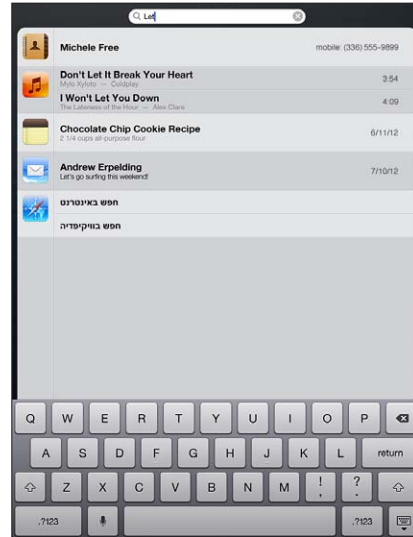 Let
Michele Free
mobile: (336) 555-9899
Don't Let It Break Your Heart
Mylo Xyloto — Coldplay
3:54
I Won't Let You Down
The Lateness of the Hour — Alex Clare
4:09
Chocolate Chip Cookie Recipe
2 1/4 cups all-purpose flour
6/11/12
Andrew Erpelding
Let's go surfing this weekend!
7/10/12
חפש באינטרנט
חפש בוויקיפדיה
Q W E R T Y U I O P
A S D F G H J K L return
Z X C V B N M ! , ? .
.?123 .?123